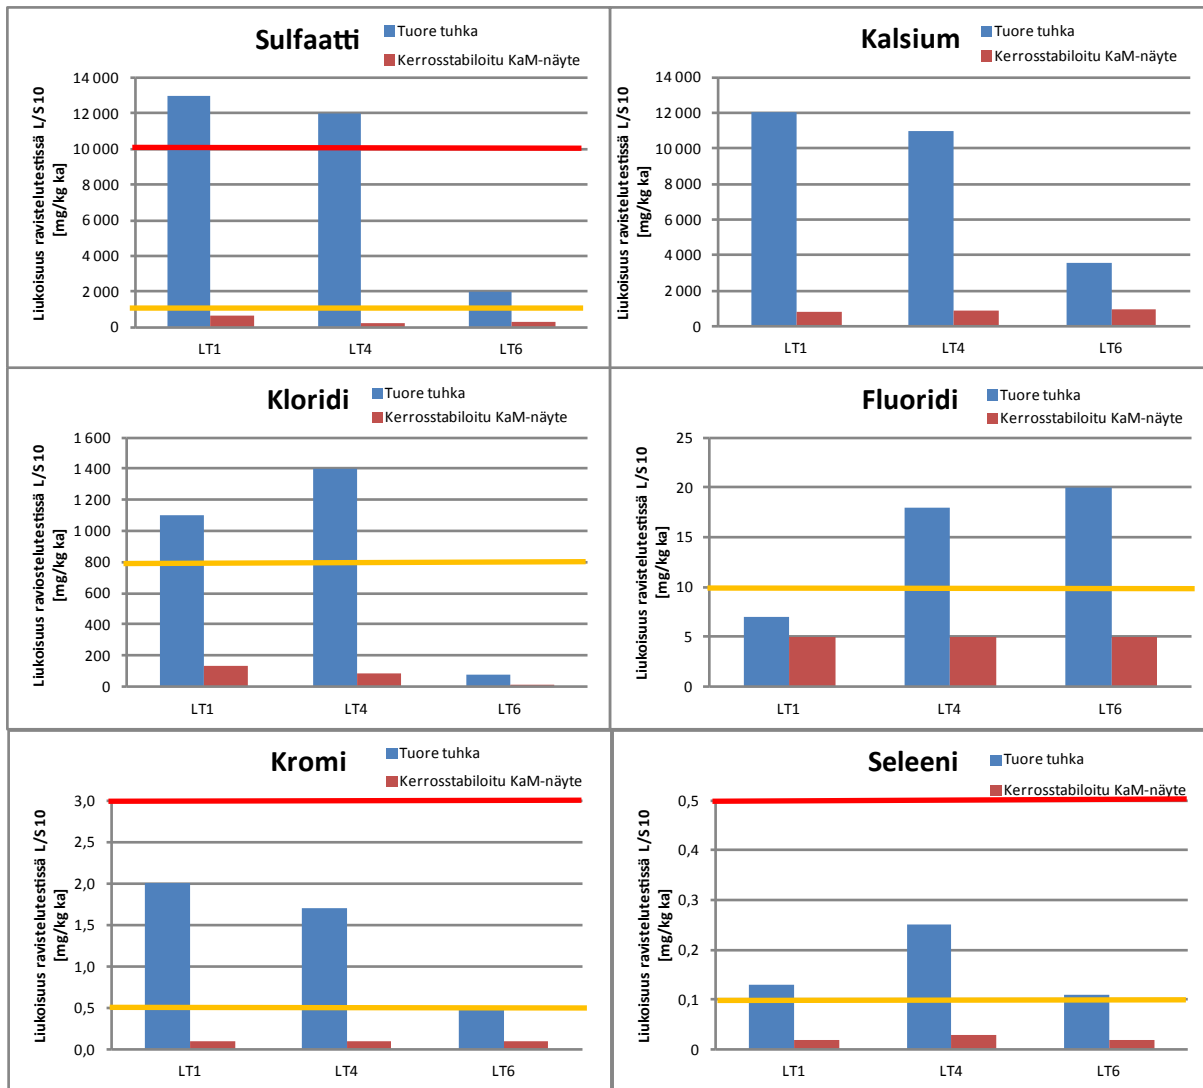 Sulfaatti
Tuore tuhka
Kerrosstabiloitu KaM-näyte
Liukoisuus ravistelutestissä L/S10
[mg/kg ka]
14 000
12 000
10 000
8 000
6 000
4 000
2 000
0
LT1 LT4 LT6
Kalsium
Tuore tuhka
Kerrosstabiloitu KaM-näyte
Liukoisuus ravistelutestissä L/S10
[mg/kg ka]
14 000
12 000
10 000
8 000
6 000
4 000
2 000
0
LT1 LT4 LT6
Kloridi
Tuore tuhka
Kerrosstabiloitu KaM-näyte
Liukoisuus raviostelutestissä L/S10
[mg/kg ka]
1 600
1 400
1 200
1 000
800
600
400
200
0
LT1 LT4 LT6
Fluoridi
Tuore tuhka
Kerrosstabiloitu KaM-näyte
Liukoisuus ravistelutestissä L/S10
[mg/kg ka]
25
20
15
10
5
0
LT1 LT4 LT6
Kromi
Tuore tuhka
Kerrosstabiloitu KaM-näyte
Liukoisuus ravistelutestissä L/S10
[mg/kg ka]
3,0
2,5
2,0
1,5
1,0
0,5
0,0
LT1 LT4 LT6
Seleeni
Tuore tuhka
Kerrosstabiloitu KaM-näyte
Liukoisuus ravistelutestissä L/S10
[mg/kg ka]
0,5
0,4
0,3
0,2
0,1
0
LT1 LT4 LT6